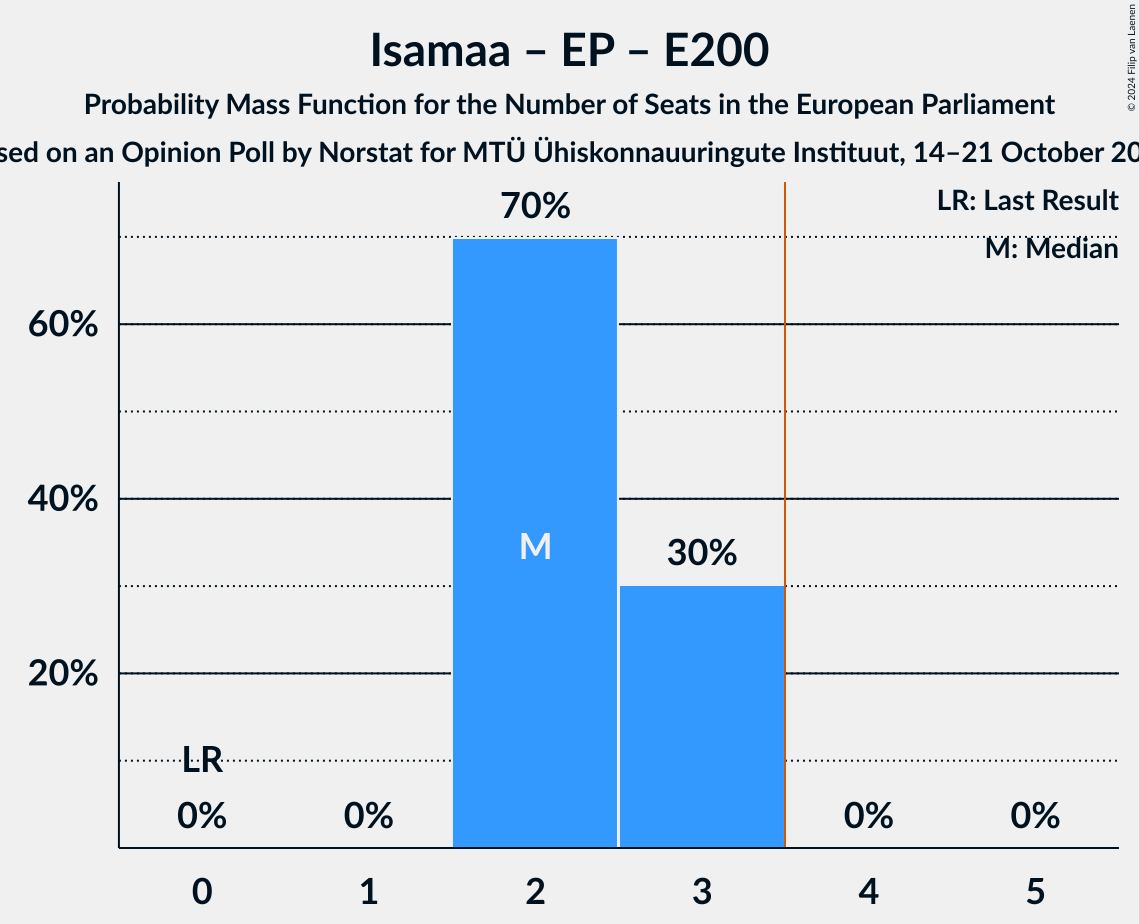 Isamaa – EP – E200
Probability Mass Function for the Number of Seats in the European Parliament
sed on an Opinion Poll by Norstat for MTÜ Ühiskonnauuringute Instituut, 14–21 October 20
© 2024 Filip van Laenen
LR: Last Result
M: Median
70%
60%
40%
M
30%
20%
LR
0%
0%
0%
0%
0
1
2
3
4
5